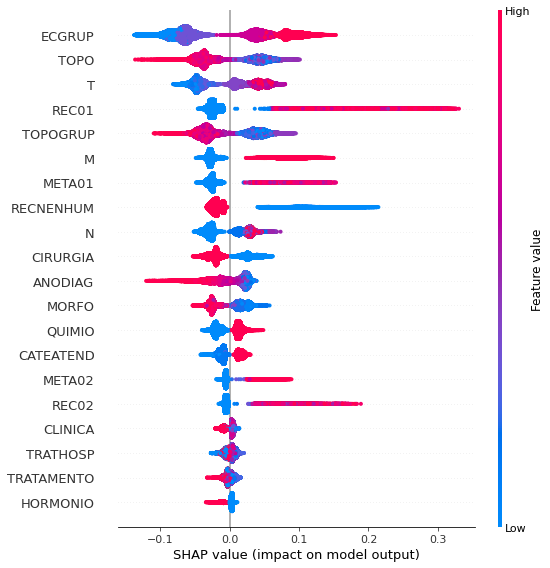 High
ECGRUP
TOPO
T
REC01
TOPOGRUP
M
META01
RECNENHUM
N
CIRURGIA
ANODIAG
MORFO
QUIMIO
CATEATEND
META02
REC02
CLINICA
TRATHOSP
TRATAMENTO
HORMONIO
Feature value
Low
−0.1 0.0 0.1 0.2 0.3
SHAP value (impact on model output)